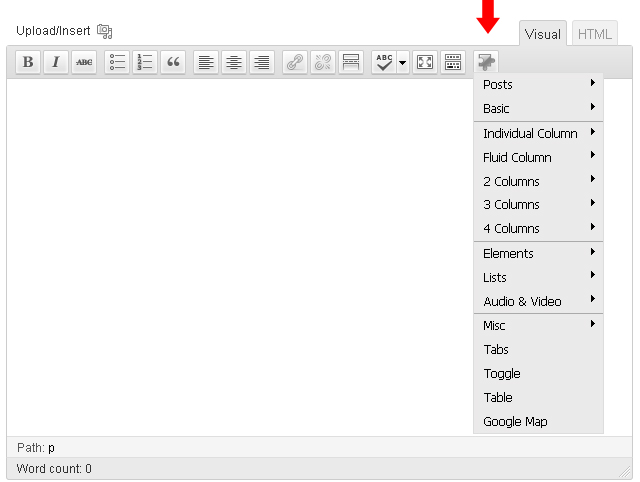 Upload/Insert
Visual
HTML
B I ABC “ ABC
Posts
Basic
Individual Column
Fluid Column
2 Columns
3 Columns
4 Columns
Elements
Lists
Audio & Video
Misc
Tabs
Toggle
Table
Google Map
Path: p
Word count: 0